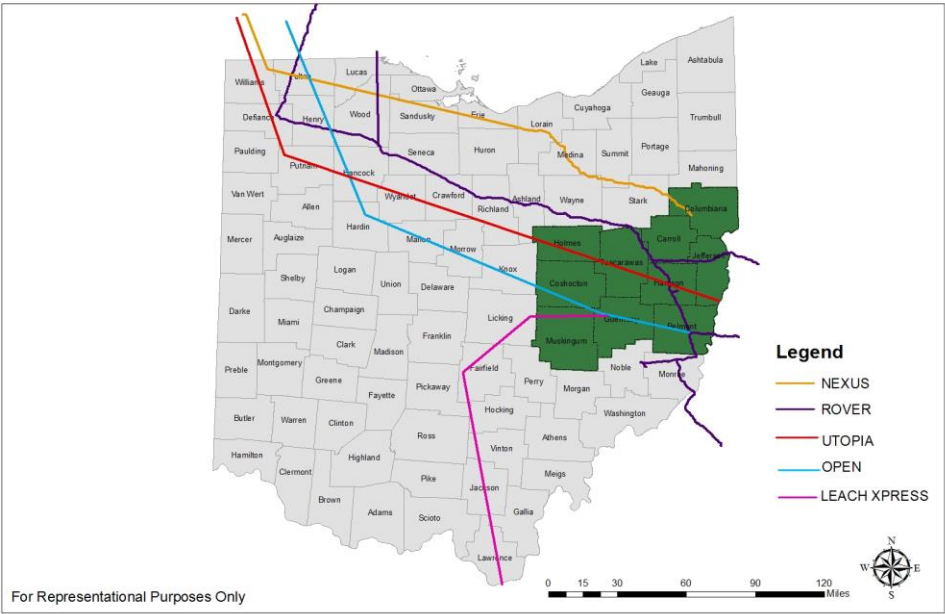 Williams
Fulton
Lucas
Ottawa
Lake
Ashtabula
Geauga
Cuyahoga
Defiance
Henry
Wood
Sandusky
Erie
Lorain
Trumbull
Paulding
Putnam
Seneca
Huron
Medina
Summit
Portage
Mahoning
Hancock
Van Wert
Allen
Wyandot
Crawford
Richland
Ashland
Wayne
Stark
Columbiana
Mercer
Auglaize
Hardin
Marion
Morrow
Holmes
Tuscarawas
Carroll
Jefferson
Knox
Shelby
Logan
Union
Delaware
Coshocton
Harrison
Darke
Miami
Champaign
Licking
Guernsey
Belmont
Clark
Madison
Franklin
Muskingum
Preble
Montgomery
Greene
Fayette
Pickaway
Fairfield
Perry
Morgan
Noble
Monroe
Butler
Warren
Clinton
Ross
Hocking
Athens
Washington
Hamilton
Clermont
Highland
Pike
Vinton
Meigs
Brown
Adams
Scioto
Jackson
Gallia
Lawrence
Legend
NEXUS
ROVER
UTOPIA
OPEN
LEACH XPRESS
N
W E
S
0 15 30 60 90 120
Miles
For Representational Purposes Only